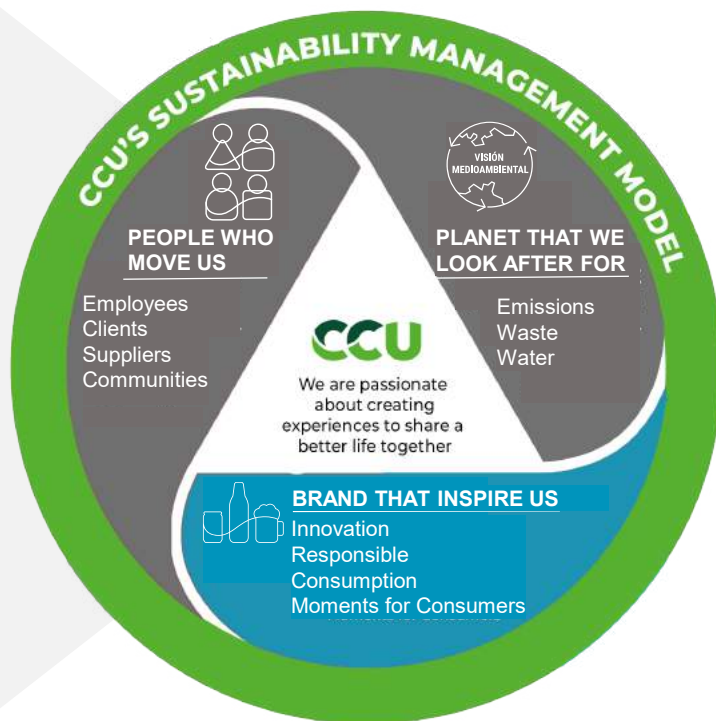 CCU'S SUSTAINABILITY MANAGEMENT MODEL
PEOPLE WHO
MOVE US
Employees
Clients
Suppliers
Communities
VISIÓN
MEDIOAMBIENTAL
PLANET THAT WE
LOOK AFTER FOR
Emissions
Waste
Water
CCU
We are passionate
about creating
experiences to share a
better life together
BRAND THAT INSPIRE US
Innovation
Responsible
Consumption
Moments for Consumers